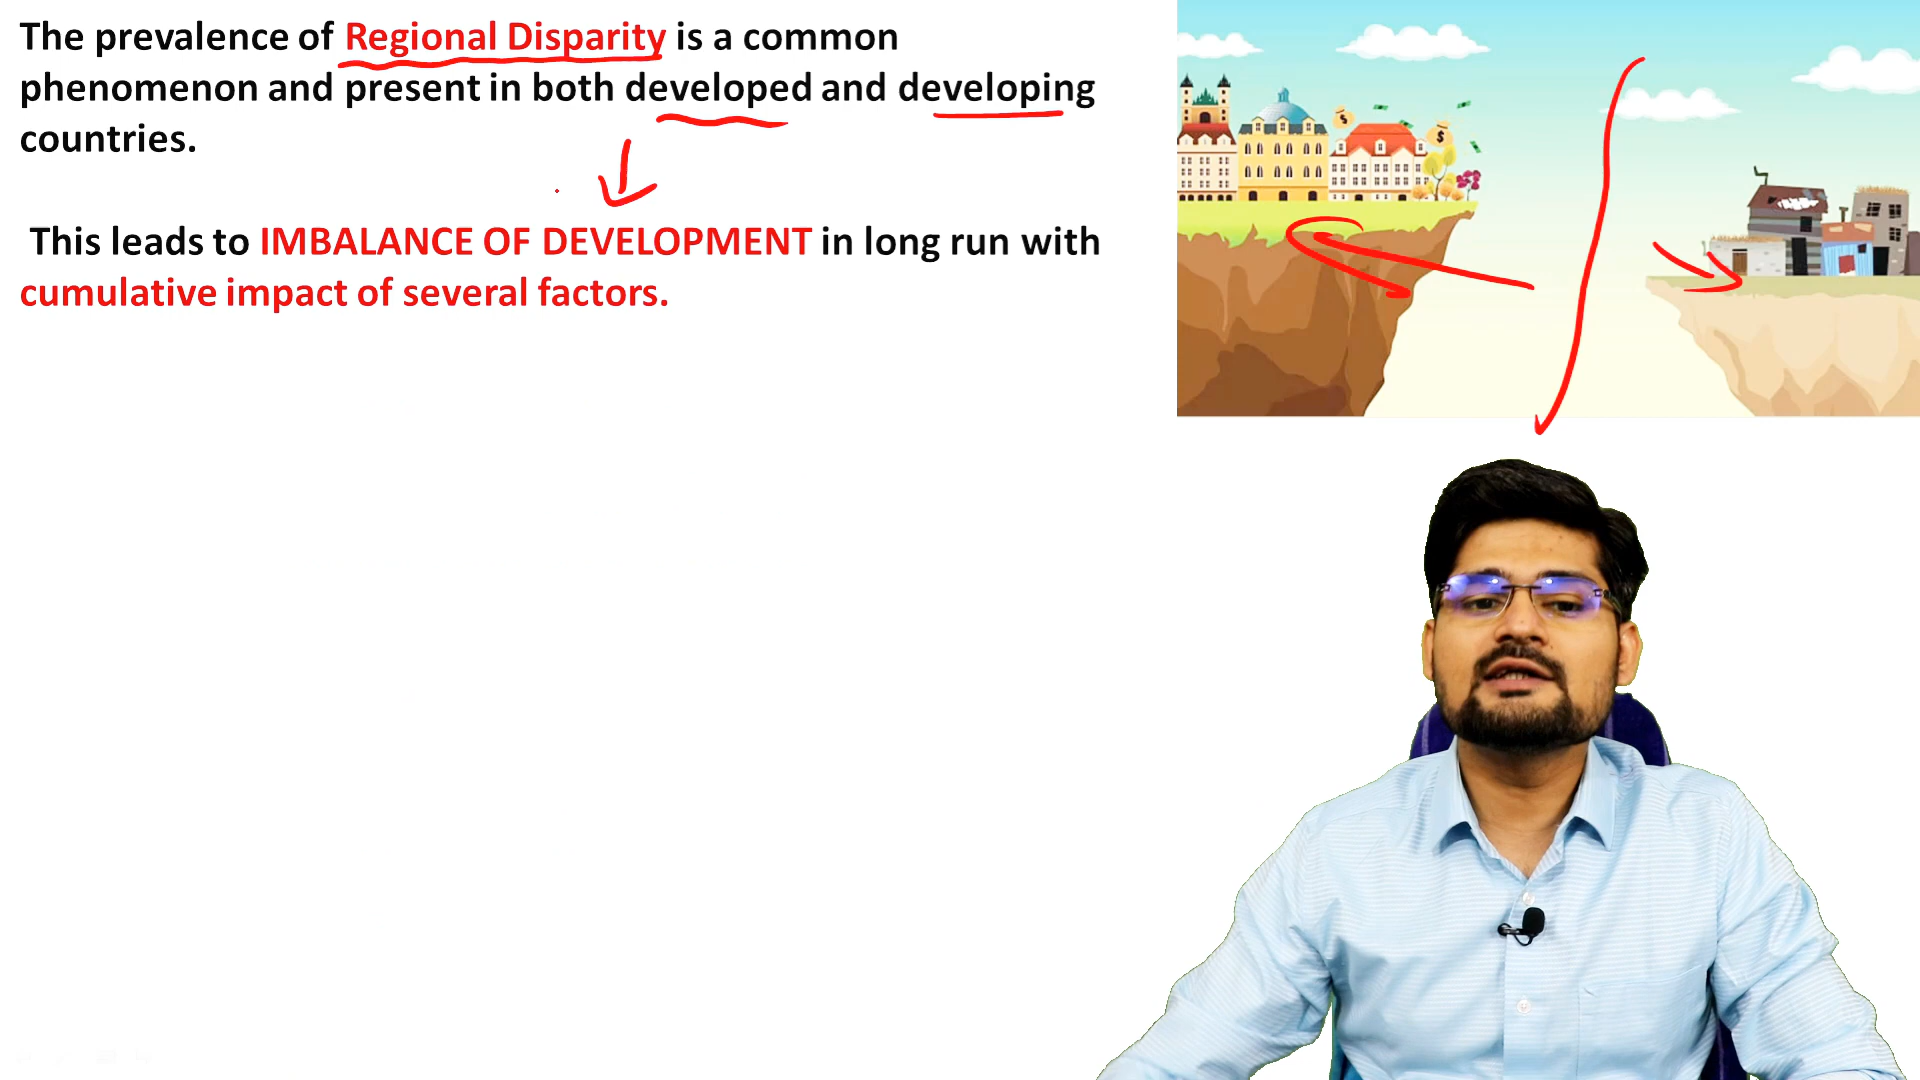 The prevalence of Regional Disparity is a common
phenomenon and present in both developed and developing
countries.
This leads to IMBALANCE OF DEVELOPMENT in long run with
cumulative impact of several factors.
$
$